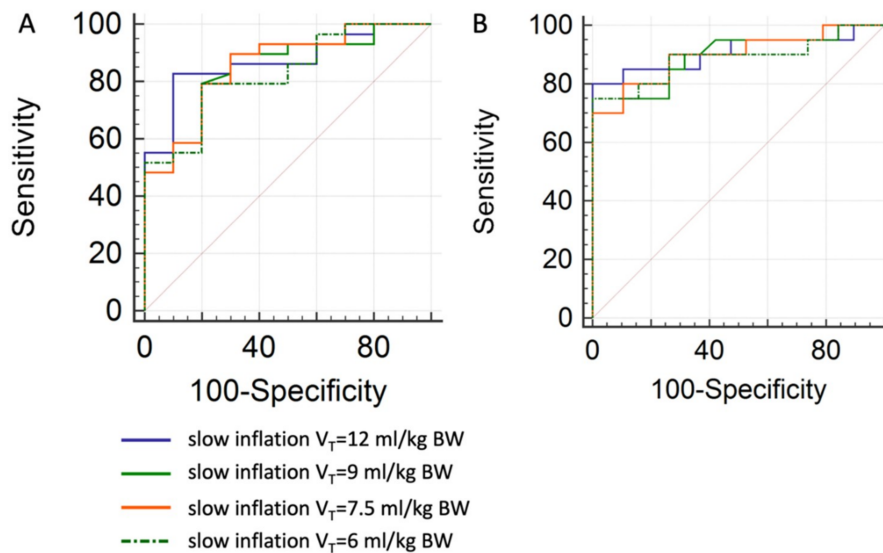 A
B
100
80
60
40
20
0
Sensitivity
0
40
80
100-Specificity
100
80
60
40
20
0
Sensitivity
0
40
80
100-Specificity
slow inflation VT=12 ml/kg BW
slow inflation VT=9 ml/kg BW
slow inflation VT=7.5 ml/kg BW
slow inflation VT=6 ml/kg BW